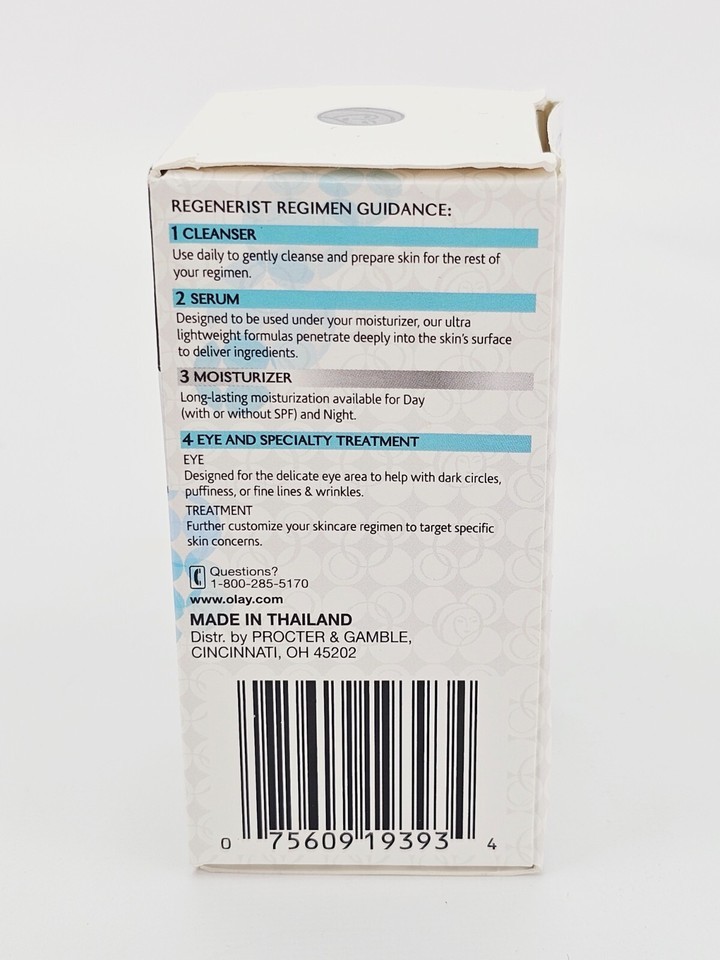 REGENERIST REGIMEN GUIDANCE:
1 CLEANSER
Use daily to gently cleanse and prepare skin for the rest of
your regimen.
2 SERUM
Designed to be used under your moisturizer, our ultra
lightweight formulas penetrate deeply into the skin's surface
to deliver ingredients.
3 MOISTURIZER
Long-lasting moisturization available for Day
(with or without SPF) and Night.
4 EYE AND SPECIALTY TREATMENT
EYE
Designed for the delicate eye area to help with dark circles,
puffiness, or fine lines & wrinkles.
TREATMENT
Further customize your skincare regimen to target specific
skin concerns.
Questions?
1-800-285-5170
www.olay.com
MADE IN THAILAND
Distr. by PROCTER & GAMBLE,
CINCINNATI, OH 45202
0 75609 19393 4